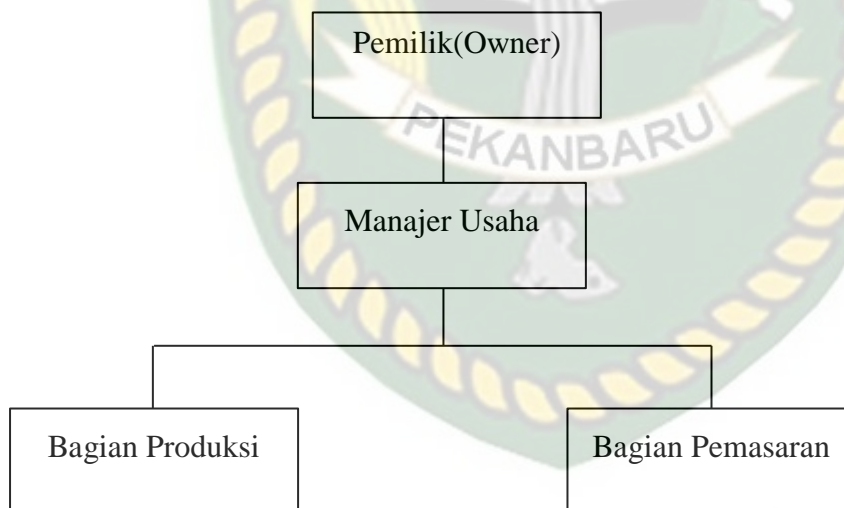 Pemilik(Owner)
PEKANBARU
Manajer Usaha
Bagian Produksi
Bagian Pemasaran